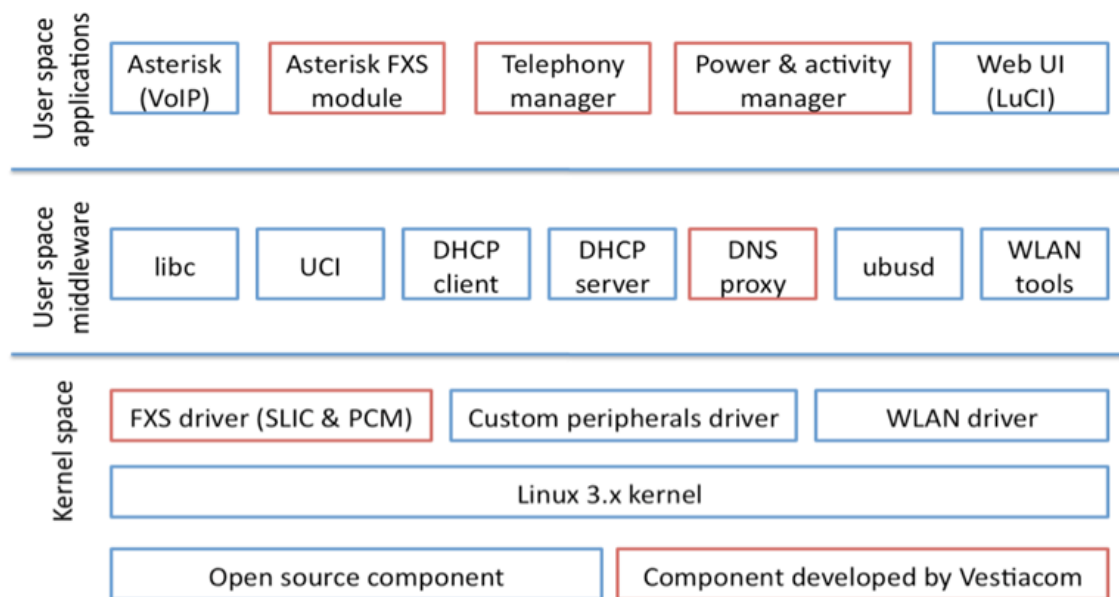 User space
applications
Asterisk
(VoIP)
Asterisk FXS
module
Telephony
manager
Power & activity
manager
Web UI
(LuCI)
User space
middleware
libc
UCI
DHCP
client
DHCP
server
DNS
proxy
ubusd
WLAN
tools
Kernel space
FXS driver (SLIC & PCM)
Custom peripherals driver
WLAN driver
Linux 3.x kernel
Open source component
Component developed by Vestiacom